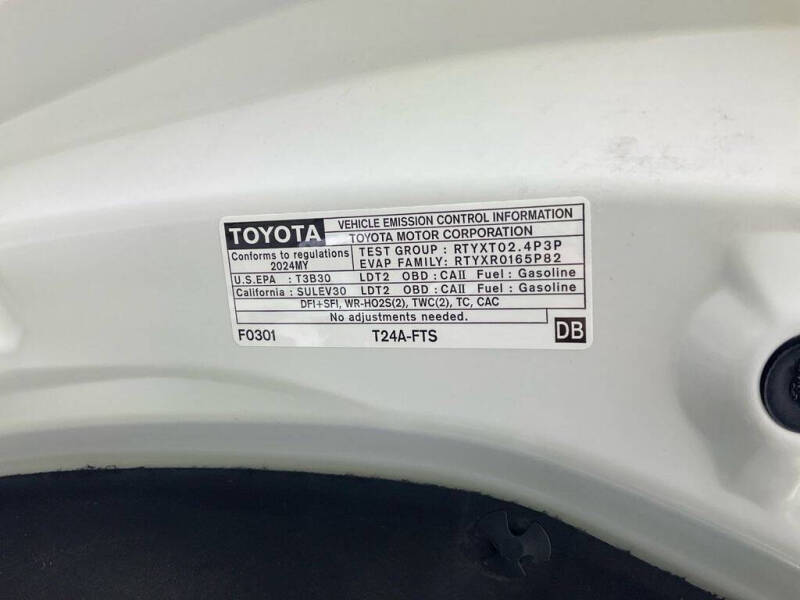 TOYOTA
VEHICLE EMISSION CONTROL INFORMATION
TOYOTA MOTOR CORPORATION
Conforms to regulations
2024MY
TEST GROUP : RTYXT02.4P3P
EVAP FAMILY: RTYXR0165P82
U.S.EPA : T3B30 LDT2 OBD : CAII Fuel : Gasoline
California : SULEV30 LDT2 OBD : CAII Fuel : Gasoline
DFI+SFI, WR-HO2S(2), TWC(2), TC, CAC
No adjustments needed.
F0301 T24A-FTS DB